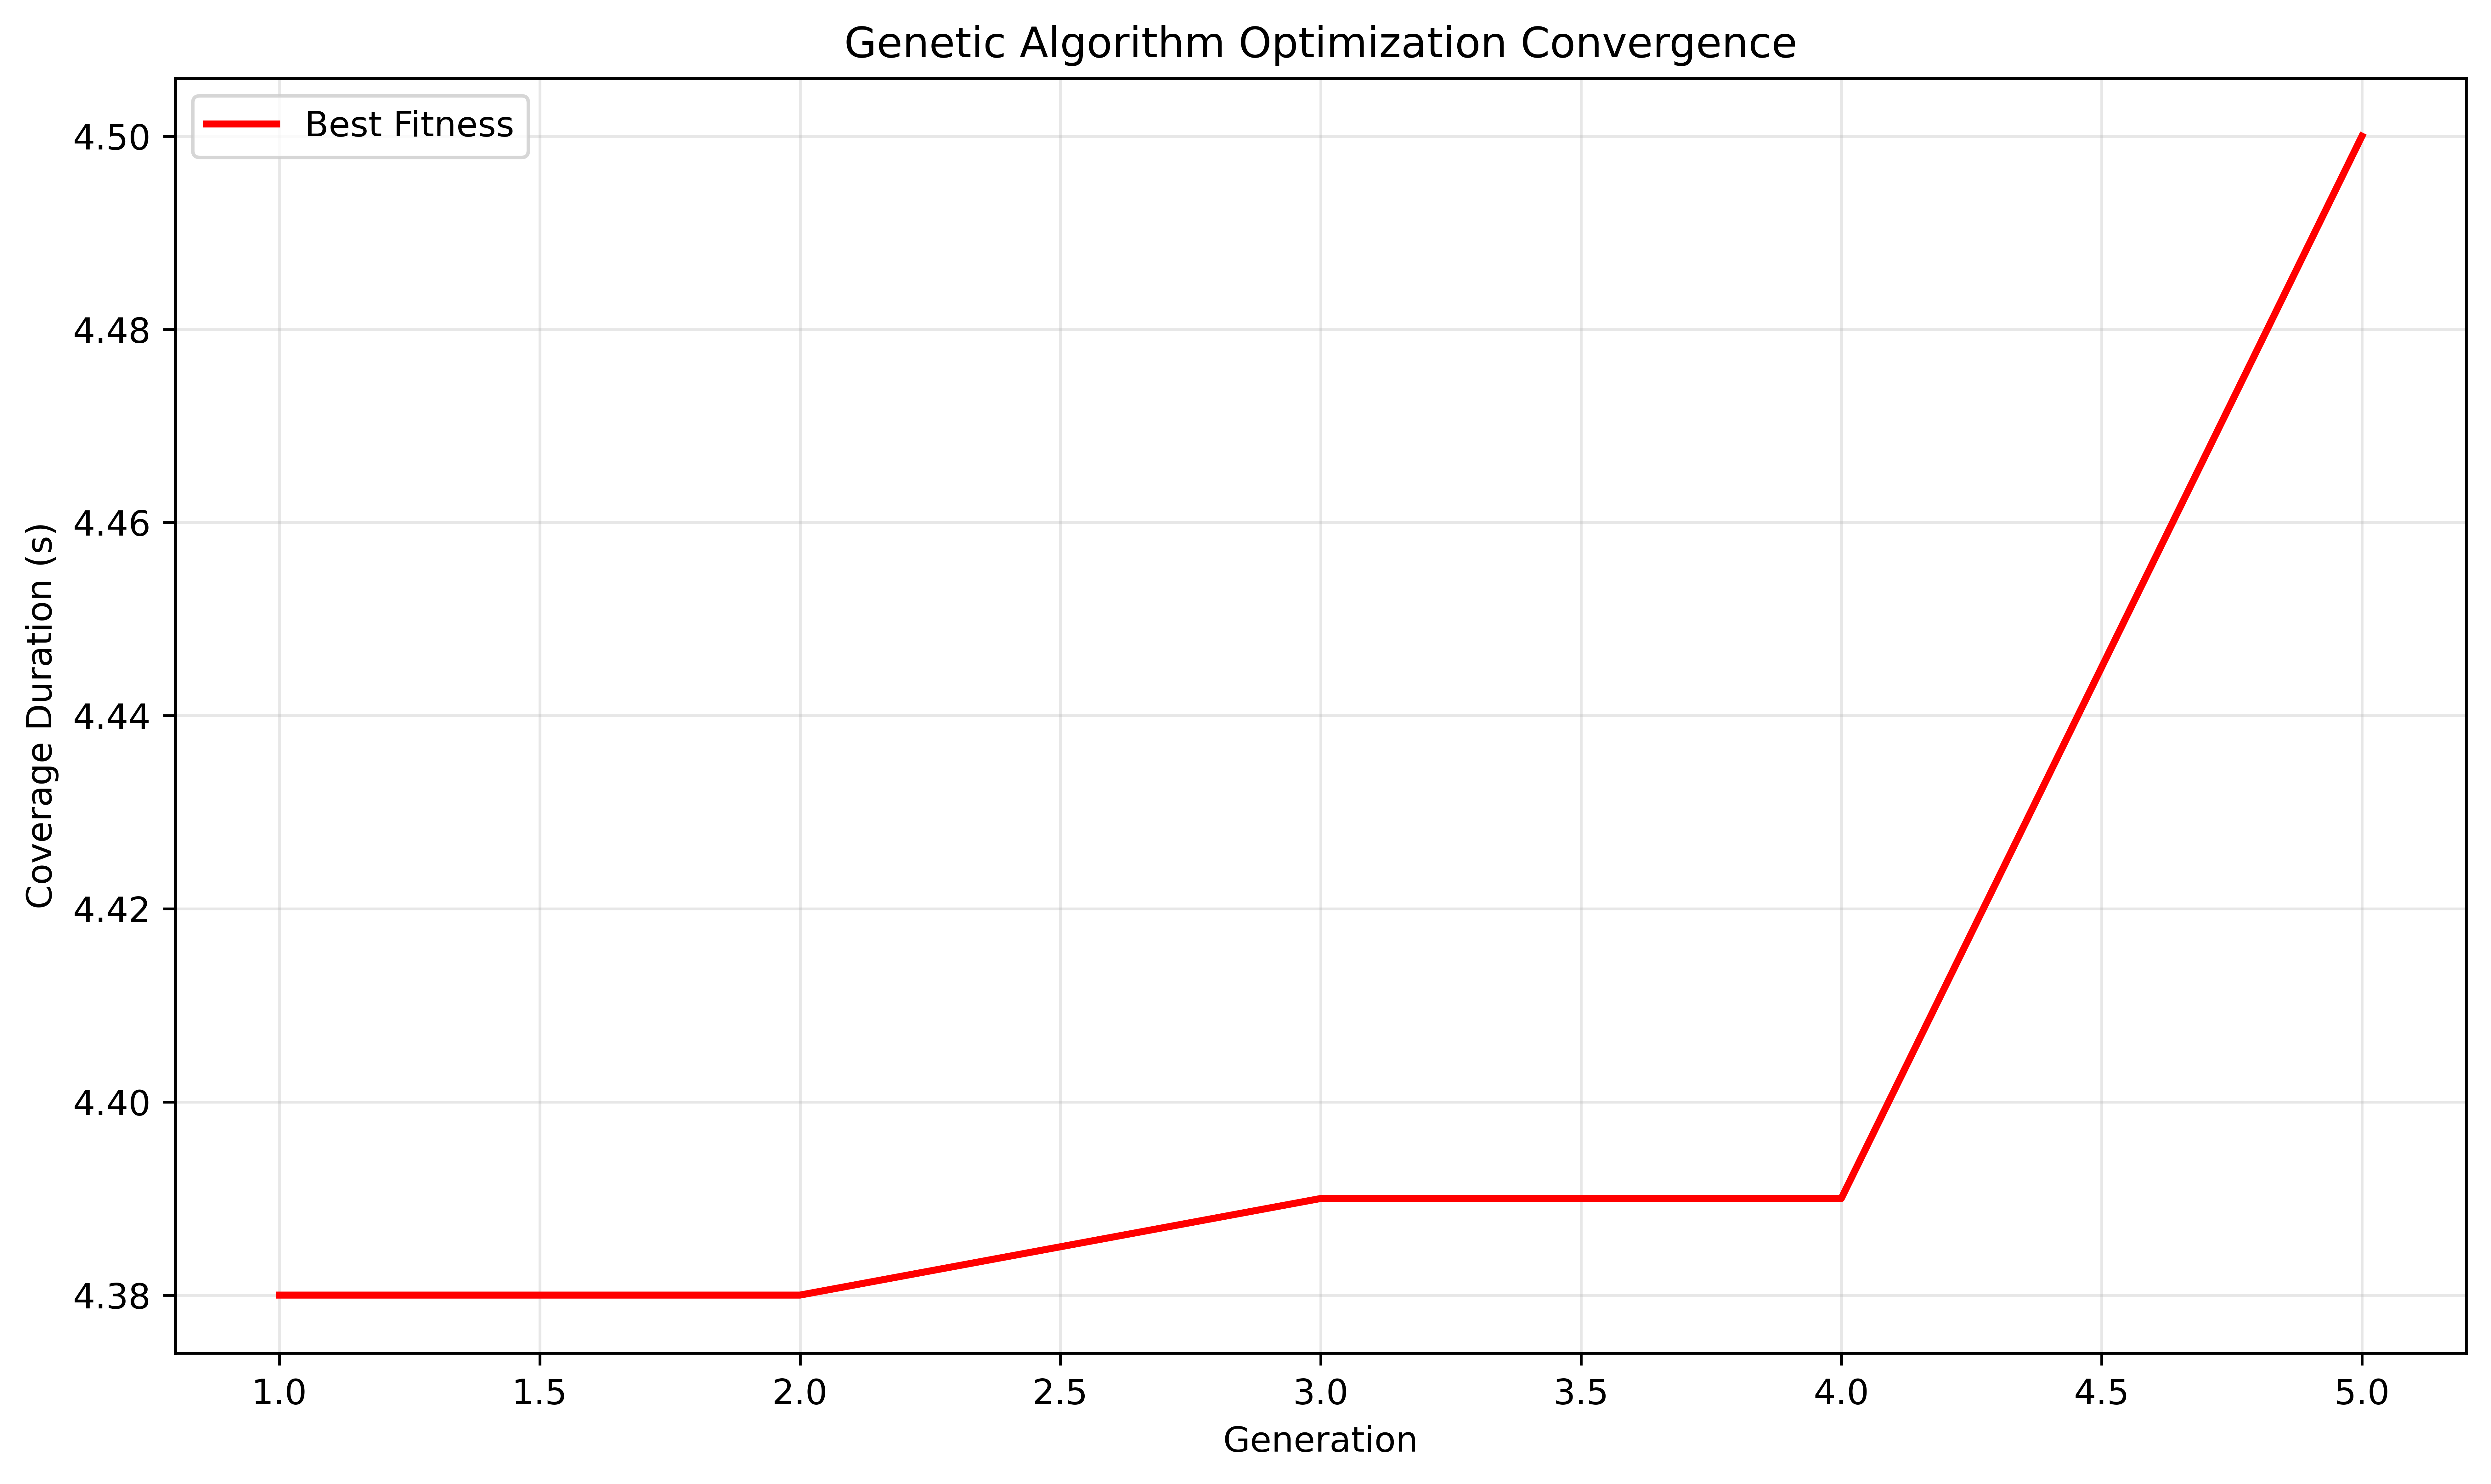 Genetic Algorithm Optimization Convergence
Best Fitness
4.50
4.48
4.46
4.44
4.42
4.40
4.38
Coverage Duration (s)
1.0 1.5 2.0 2.5 3.0 3.5 4.0 4.5 5.0
Generation